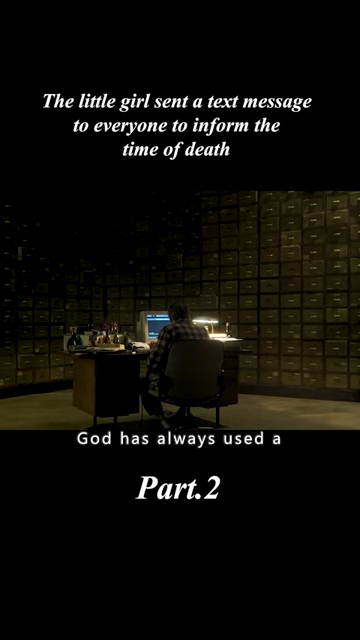 The little girl sent a text message
to everyone to inform the
time of death
God has always used a
Part.2